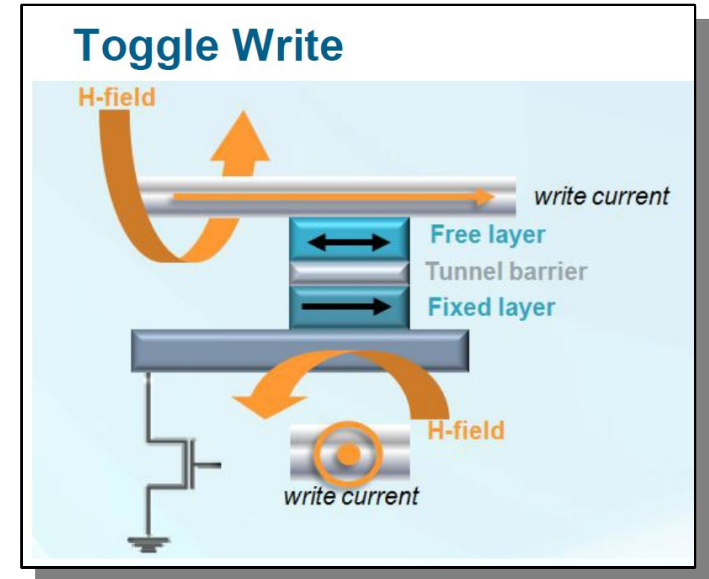 Toggle Write
H-field
write current
Free layer
Tunnel barrier
Fixed layer
H-field
write current